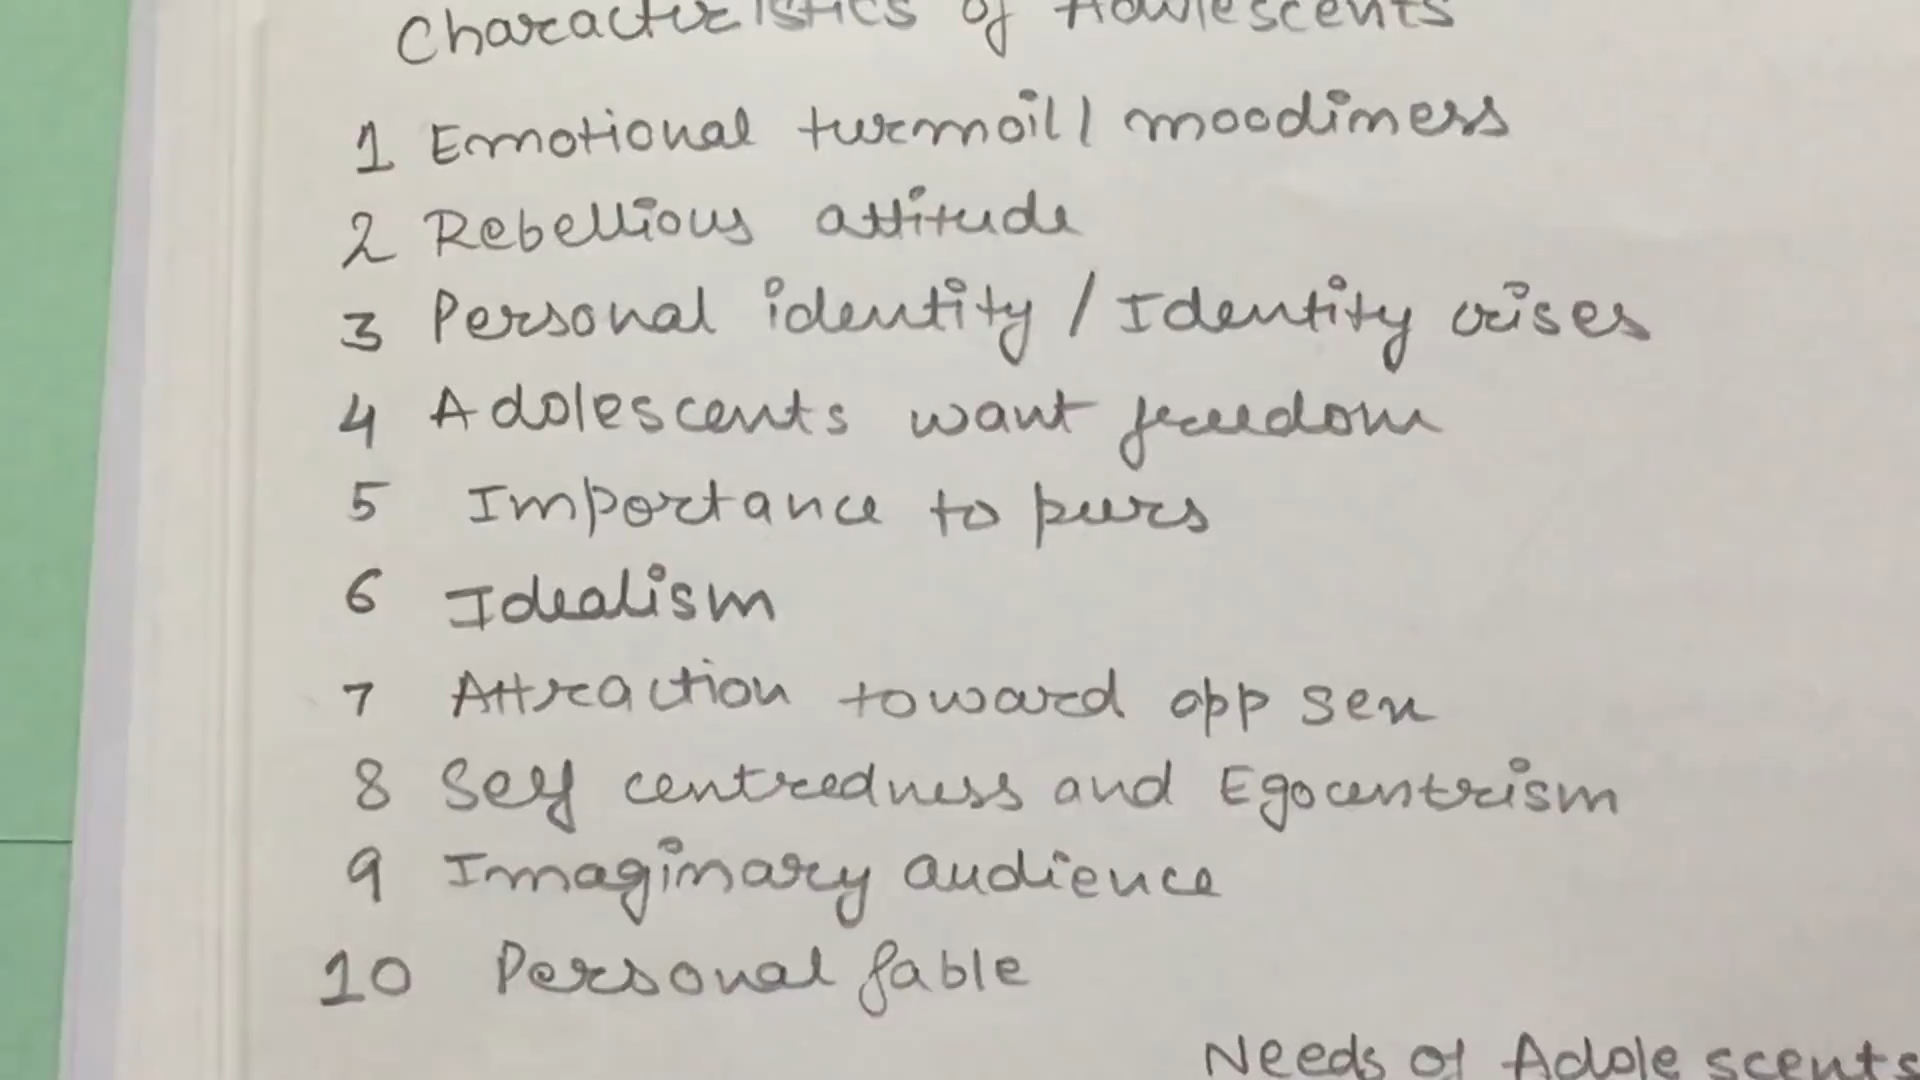 Characteristics of Adolescents
1 Emotional turmoil / moodiness
2 Rebellious attitude
3 Personal identity / Identity crises
4 Adolescents want freedom
5 Importance to peers
6 Idealism
7 Attraction toward opp sex
8 Self centredness and Egocentrism
9 Imaginary audience
10 Personal fable
Needs of Adolescents